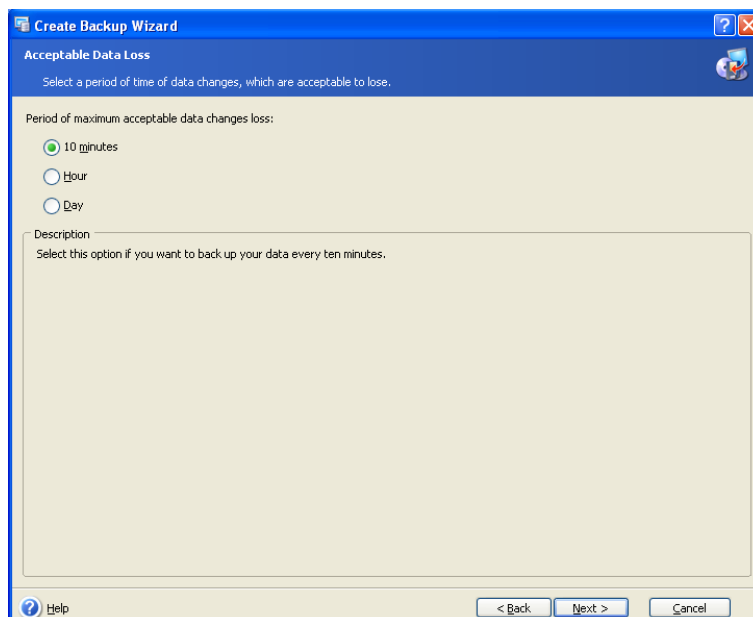 Create Backup Wizard
?
Acceptable Data Loss
Select a period of time of data changes, which are acceptable to lose.
Period of maximum acceptable data changes loss:
10 minutes
Hour
Day
Description
Select this option if you want to back up your data every ten minutes.
? Help
< Back Next > Cancel